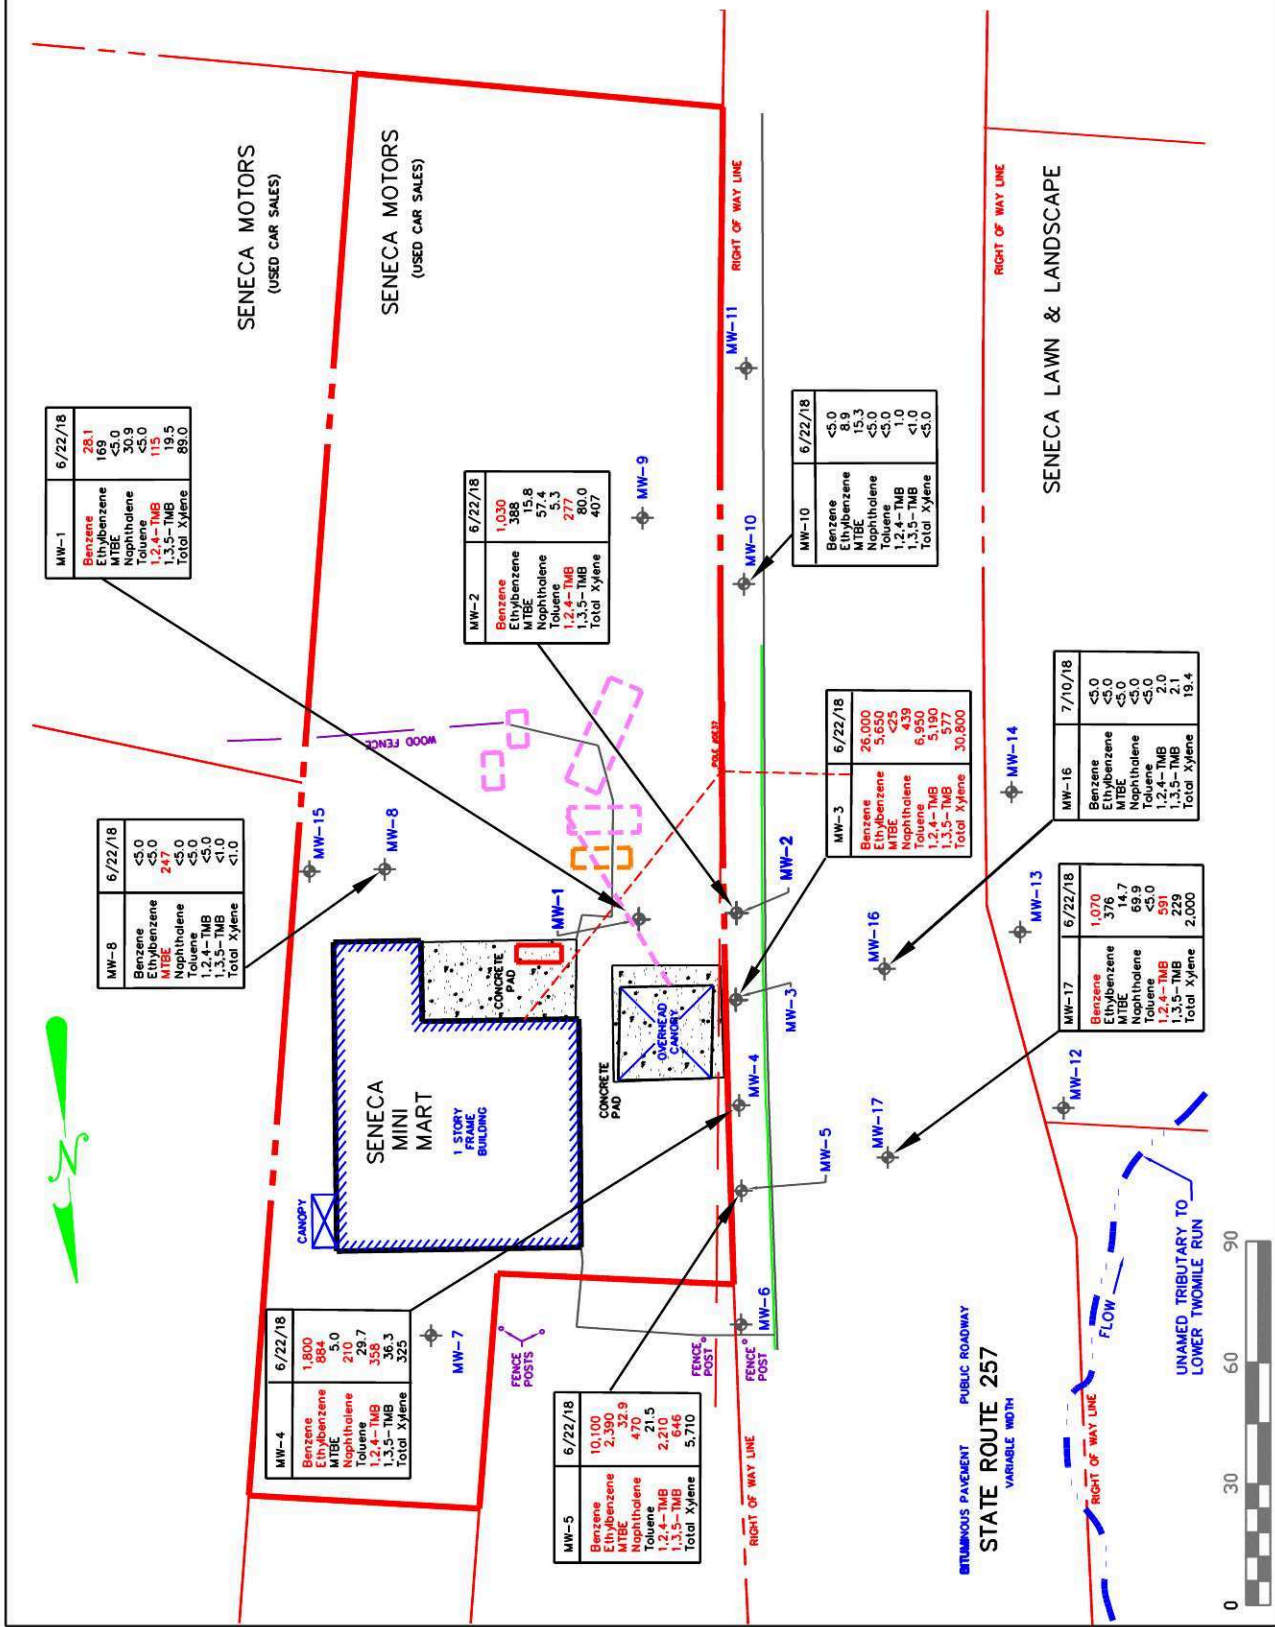 SENECA MOTORS
(USED CAR SALES)
SENECA MOTORS
(USED CAR SALES)
MW-1 6/22/18
Benzene 28.1
Ethylbenzene 169
MTBE <5.0
Naphthalene 30.9
Toluene <5.0
1,2,4-TMB 115
1,3,5-TMB 19.5
Total Xylene 89.0
MW-2 6/22/18
Benzene 1,030
Ethylbenzene 388
MTBE 15.8
Naphthalene 57.4
Toluene 5.3
1,2,4-TMB 277
1,3,5-TMB 80.0
Total Xylene 407
MW-8 6/22/18
Benzene <5.0
Ethylbenzene <5.0
MTBE 247
Naphthalene <5.0
Toluene <5.0
1,2,4-TMB <5.0
1,3,5-TMB <1.0
Total Xylene <1.0
MW-4 6/22/18
Benzene 1,800
Ethylbenzene 884
MTBE 5.0
Naphthalene 210
Toluene 29.7
1,2,4-TMB 358
1,3,5-TMB 36.3
Total Xylene 325
MW-5 6/22/18
Benzene 10,100
Ethylbenzene 2,390
MTBE 32.9
Naphthalene 470
Toluene 21.5
1,2,4-TMB 2,210
1,3,5-TMB 646
Total Xylene 5,710
MW-10 6/22/18
Benzene <5.0
Ethylbenzene 8.9
MTBE 15.3
Naphthalene <5.0
Toluene <5.0
1,2,4-TMB 1.0
1,3,5-TMB <1.0
Total Xylene <5.0
MW-3 6/22/18
Benzene 26,000
Ethylbenzene 5,650
MTBE <25
Naphthalene 439
Toluene 6,950
1,2,4-TMB 5,190
1,3,5-TMB 577
Total Xylene 30,800
MW-16 7/10/18
Benzene <5.0
Ethylbenzene <5.0
MTBE <5.0
Naphthalene <5.0
Toluene <5.0
1,2,4-TMB 2.0
1,3,5-TMB 2.1
Total Xylene 19.4
MW-17 6/22/18
Benzene 1,070
Ethylbenzene 376
MTBE 14.7
Naphthalene 69.9
Toluene <5.0
1,2,4-TMB 591
1,3,5-TMB 229
Total Xylene 2,000
N
CANOPY
SENECA
MINI
MART
1 STORY
FRAME
BUILDING
CONCRETE
PAD
CONCRETE
PAD
OVERHEAD
CANOPY
WOOD FENCE
FENCE
POSTS
FENCE
POST
FENCE
POST
MW-15
MW-8
MW-7
MW-1
MW-9
MW-11
MW-10
MW-2
MW-3
MW-4
MW-5
MW-6
MW-16
MW-17
MW-14
MW-13
MW-12
RIGHT OF WAY LINE
RIGHT OF WAY LINE
RIGHT OF WAY LINE
RIGHT OF WAY LINE
SENECA LAWN & LANDSCAPE
BITUMINOUS PAVEMENT PUBLIC ROADWAY
STATE ROUTE 257
VARIABLE WIDTH
FLOW
UNAMED TRIBUTARY TO
LOWER TWOMILE RUN
0 30 60 90